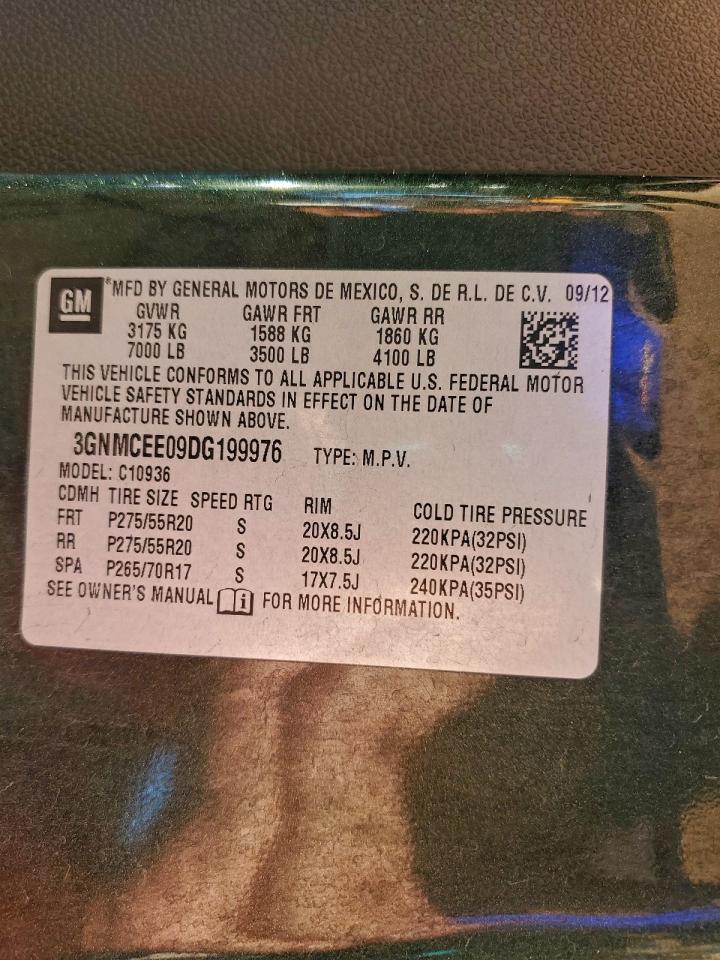 GM
*MFD BY GENERAL MOTORS DE MEXICO, S. DE R.L. DE C.V. 09/12
GVWR GAWR FRT GAWR RR
3175 KG 1588 KG 1860 KG
7000 LB 3500 LB 4100 LB
THIS VEHICLE CONFORMS TO ALL APPLICABLE U.S. FEDERAL MOTOR
VEHICLE SAFETY STANDARDS IN EFFECT ON THE DATE OF
MANUFACTURE SHOWN ABOVE.
3GNMCEE09DG199976 TYPE: M.P.V.
MODEL: C10936
CDMH TIRE SIZE SPEED RTG RIM COLD TIRE PRESSURE
FRT P275/55R20 S 20X8.5J 220KPA(32PSI)
RR P275/55R20 S 20X8.5J 220KPA(32PSI)
SPA P265/70R17 S 17X7.5J 240KPA(35PSI)
SEE OWNER'S MANUAL i FOR MORE INFORMATION.